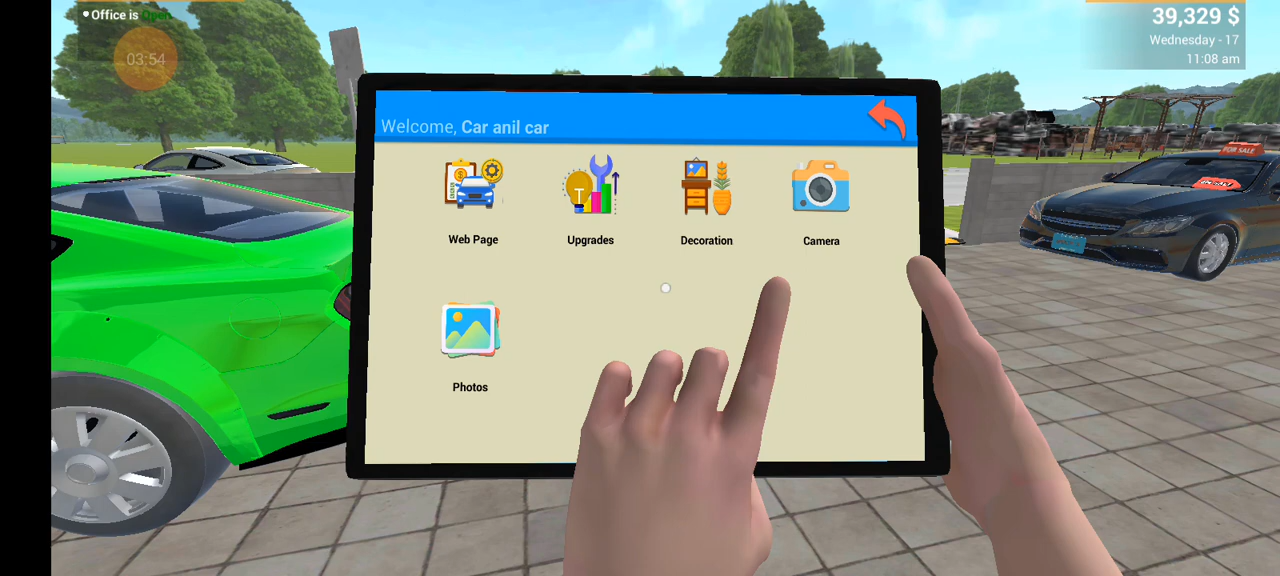 Office is Open
03:54
39,329 $
Wednesday - 17
11:08 am
Welcome, Car anil car
Web Page
Upgrades
Decoration
Camera
Photos
FOR SALE